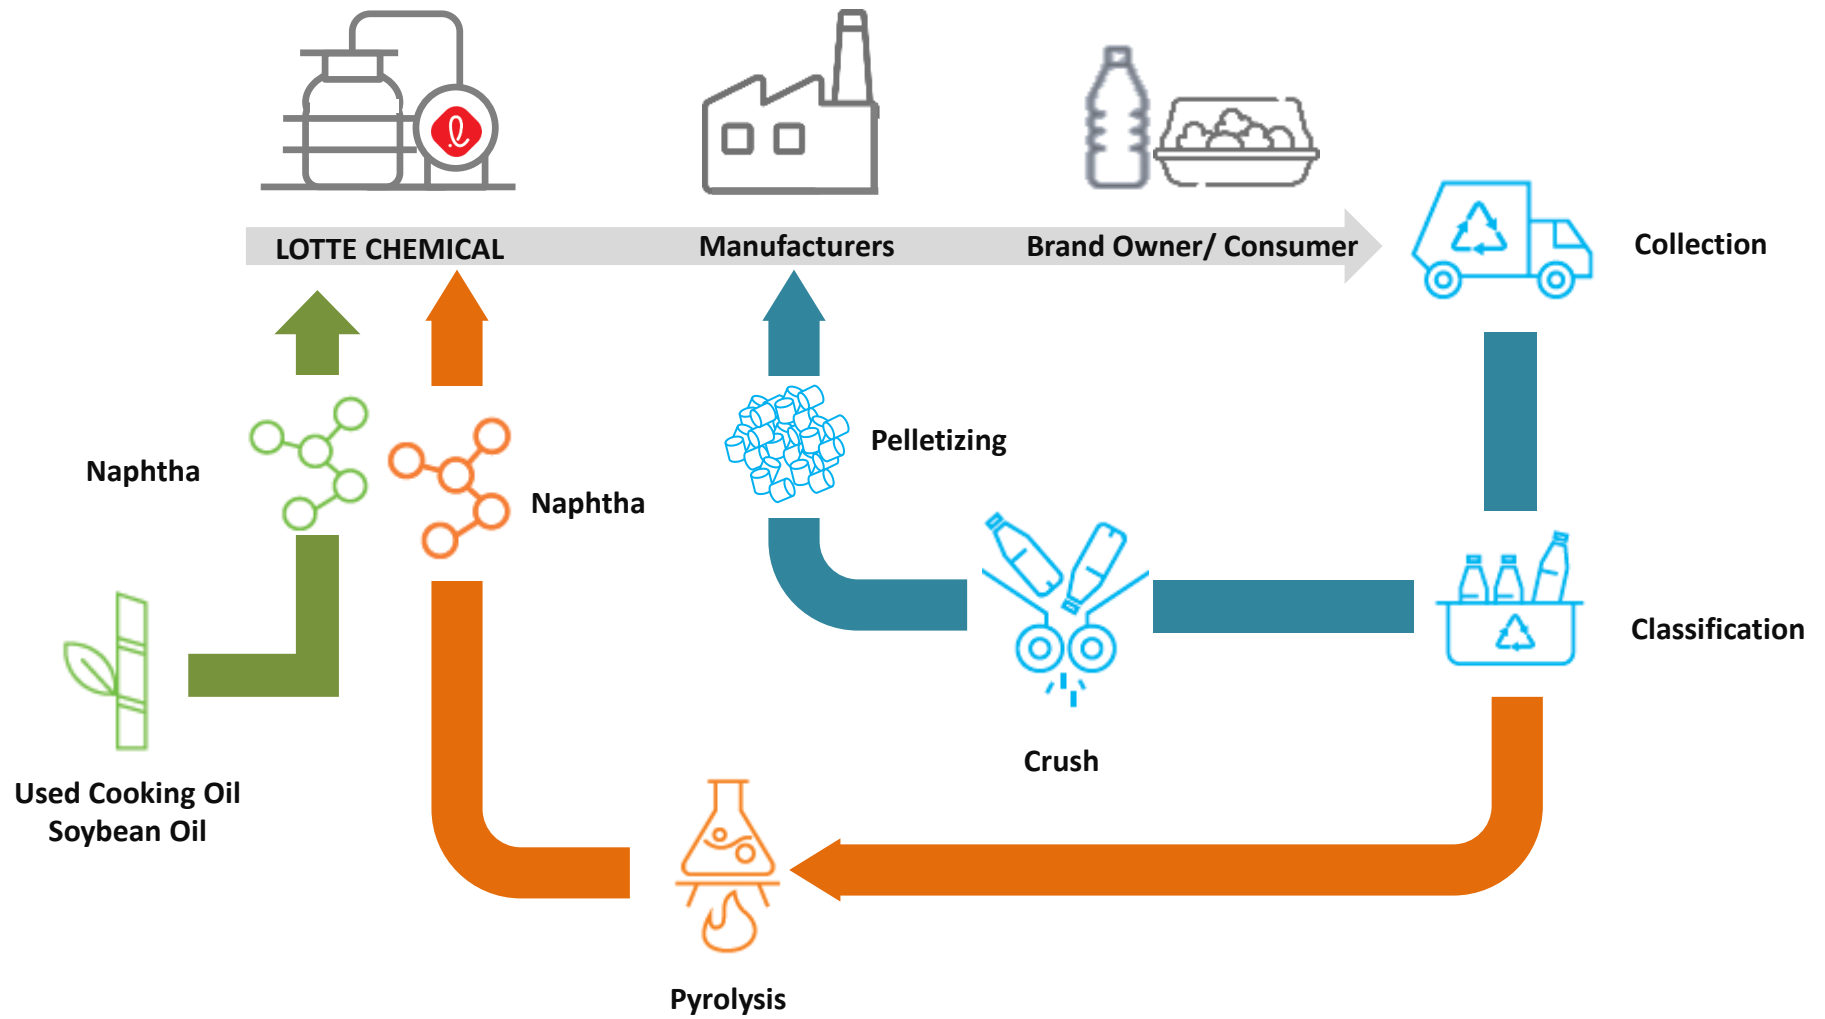 LOTTE CHEMICAL
Manufacturers
Brand Owner/ Consumer
Collection
Pelletizing
Naphtha
Naphtha
Classification
Crush
Used Cooking Oil
Soybean Oil
Pyrolysis